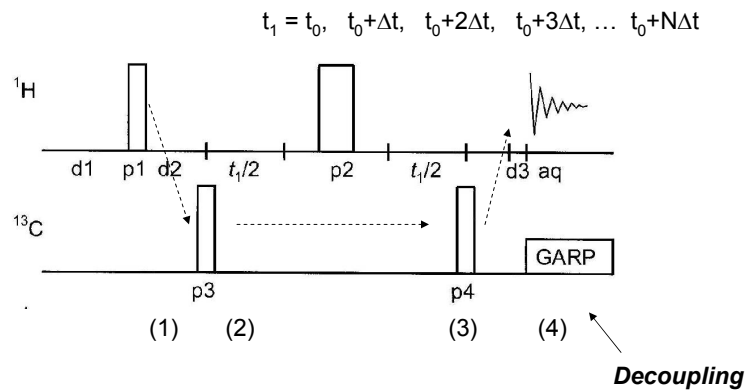 t₁ = t₀, t₀+Δt, t₀+2Δt, t₀+3Δt, … t₀+NΔt
¹H
d1 p1 d2 t₁/2 p2 t₁/2 d3 aq
¹³C
GARP
p3 p4
(1) (2) (3) (4)
Decoupling